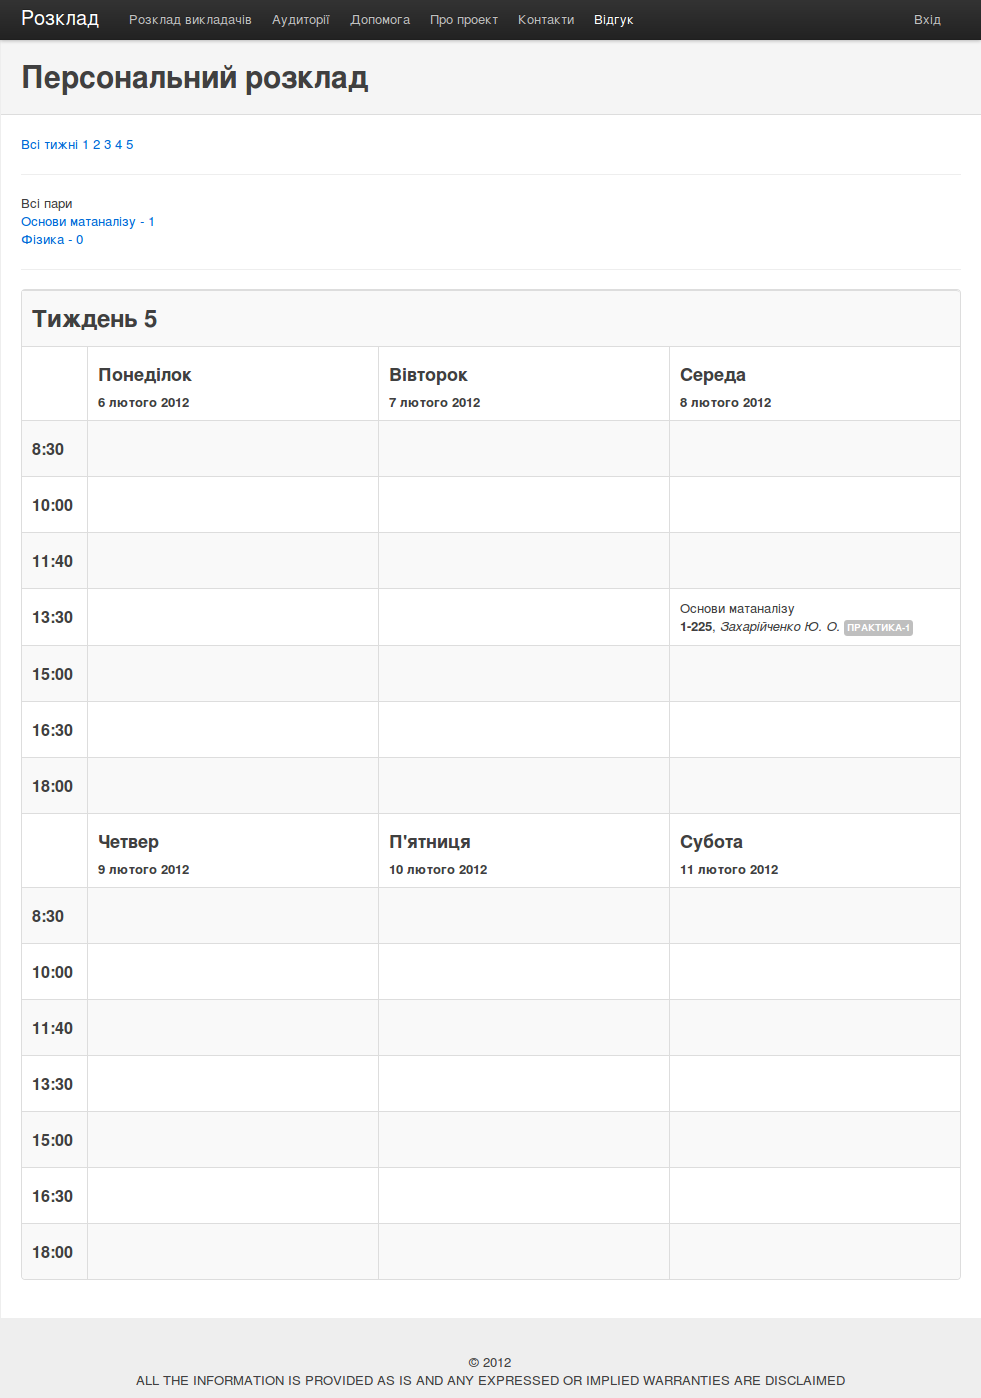 Розклад Розклад викладачів Аудиторії Допомога Про проект Контакти Відгук Вхід
Персональний розклад
Всі тижні 1 2 3 4 5
Всі пари
Основи матаналізу - 1
Фізика - 0
Тиждень 5
Понеділок Вівторок Середа
6 лютого 2012 7 лютого 2012 8 лютого 2012
8:30
10:00
11:40
13:30 Основи матаналізу
1-225, Захарійченко Ю. О. ПРАКТИКА-1
15:00
16:30
18:00
Четвер П'ятниця Субота
9 лютого 2012 10 лютого 2012 11 лютого 2012
8:30
10:00
11:40
13:30
15:00
16:30
18:00
© 2012
ALL THE INFORMATION IS PROVIDED AS IS AND ANY EXPRESSED OR IMPLIED WARRANTIES ARE DISCLAIMED